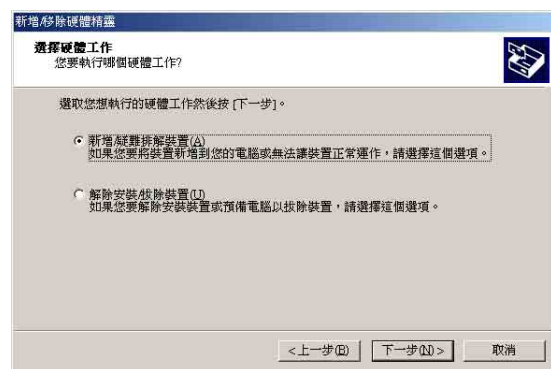 新增/移除硬體精靈
選擇硬體工作
您要執行哪個硬體工作?
選取您想執行的硬體工作然後按 [下一步]。
新增/疑難排解裝置(A)
如果您要將裝置新增到您的電腦或無法讓裝置正常運作，請選擇這個選項。
解除安裝/拔除裝置(U)
如果您要解除安裝裝置或預備電腦以拔除裝置，請選擇這個選項。
<上一步(B) 下一步(N)> 取消